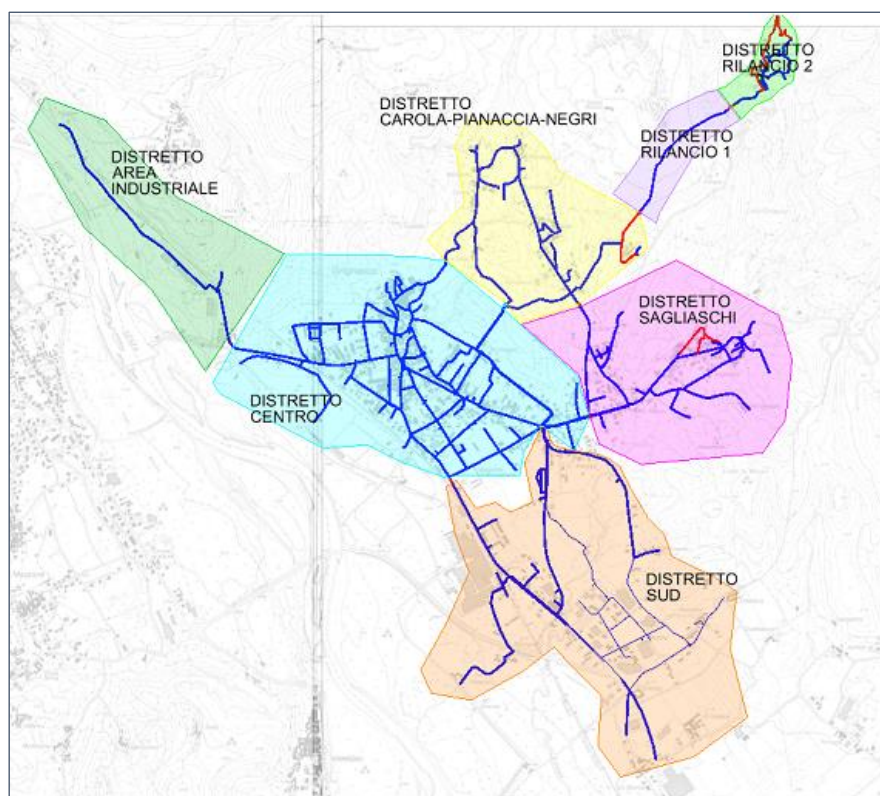 DISTRETTO
RILANCIO 2
DISTRETTO
CAROLA-PIANACCIA-NEGRI
DISTRETTO
RILANCIO 1
DISTRETTO
AREA
INDUSTRIALE
DISTRETTO
SAGLIASCHI
DISTRETTO
CENTRO
DISTRETTO
SUD